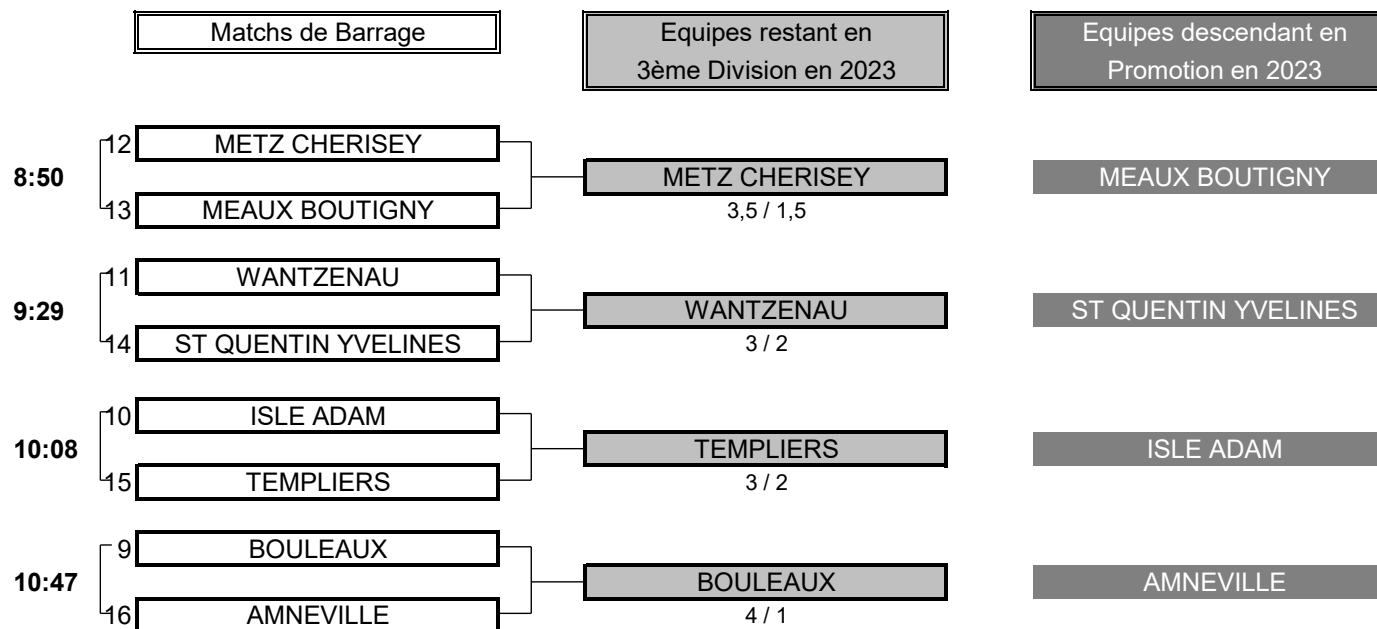 Matchs de Barrage
Equipes restant en
3ème Division en 2023
Equipes descendant en
Promotion en 2023
12 METZ CHERISEY
8:50 METZ CHERISEY MEAUX BOUTIGNY
13 MEAUX BOUTIGNY 3,5 / 1,5
11 WANTZENAU
9:29 WANTZENAU ST QUENTIN YVELINES
14 ST QUENTIN YVELINES 3 / 2
10 ISLE ADAM
10:08 TEMPLIERS ISLE ADAM
15 TEMPLIERS 3 / 2
9 BOULEAUX
10:47 BOULEAUX AMNEVILLE
16 AMNEVILLE 4 / 1